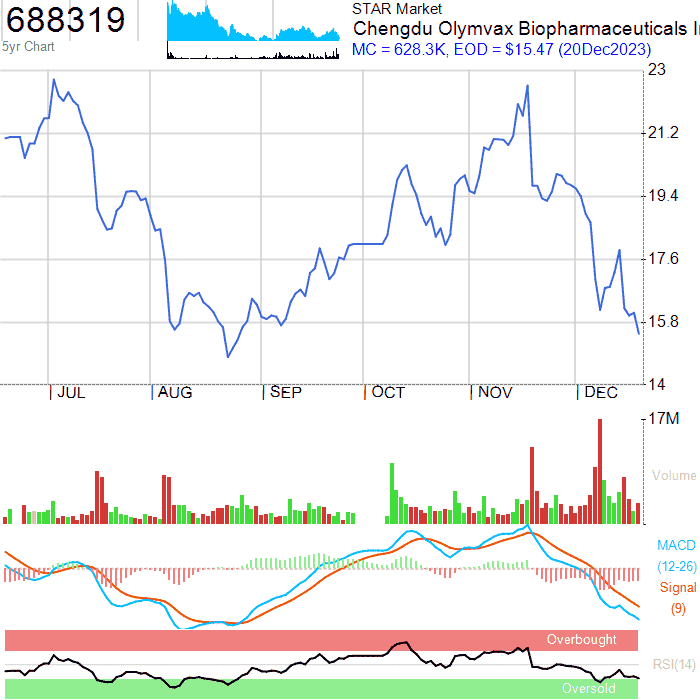 688319
5yr Chart
STAR Market
Chengdu Olymvax Biopharmaceuticals I
MC = 628.3K, EOD = $15.47 (20Dec2023)
23
21.2
19.4
17.6
15.8
14
JUL AUG SEP OCT NOV DEC
17M
Volume
MACD
(12-26)
Signal
(9)
Overbought
RSI(14)
Oversold